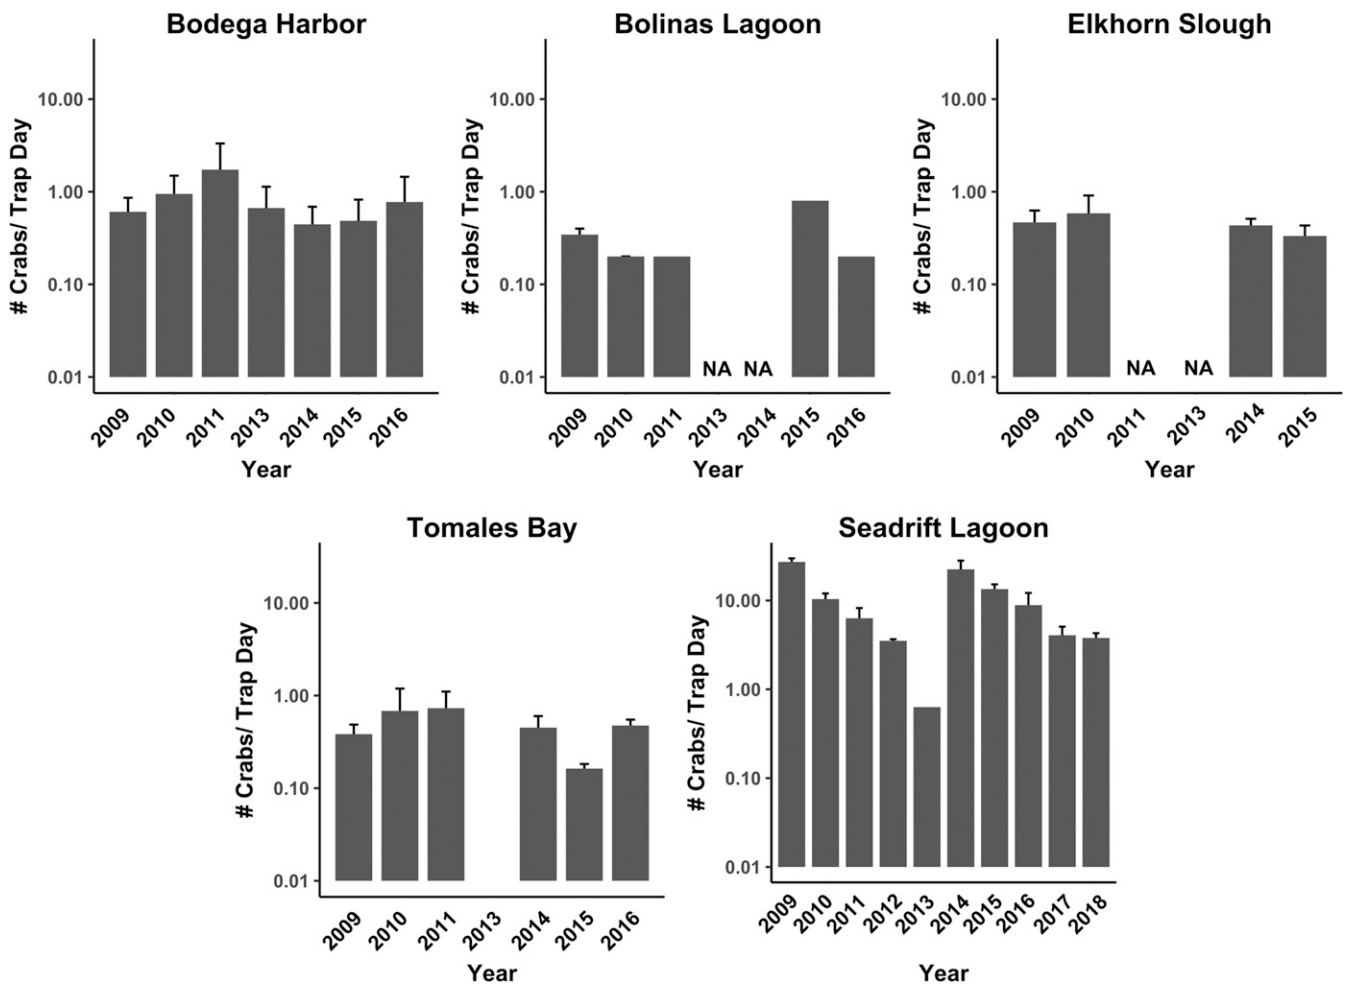 Bodega Harbor
# Crabs/ Trap Day
10.00
1.00
0.10
0.01
2009 2010 2011 2013 2014 2015 2016
Year
Bolinas Lagoon
# Crabs/ Trap Day
10.00
1.00
0.10
0.01
NA NA
2009 2010 2011 2013 2014 2015 2016
Year
Elkhorn Slough
# Crabs/ Trap Day
10.00
1.00
0.10
0.01
NA NA
2009 2010 2011 2013 2014 2015
Year
Tomales Bay
# Crabs/ Trap Day
10.00
1.00
0.10
0.01
2009 2010 2011 2013 2014 2015 2016
Year
Seadrift Lagoon
# Crabs/ Trap Day
10.00
1.00
0.10
0.01
2009 2010 2011 2012 2013 2014 2015 2016 2017 2018
Year